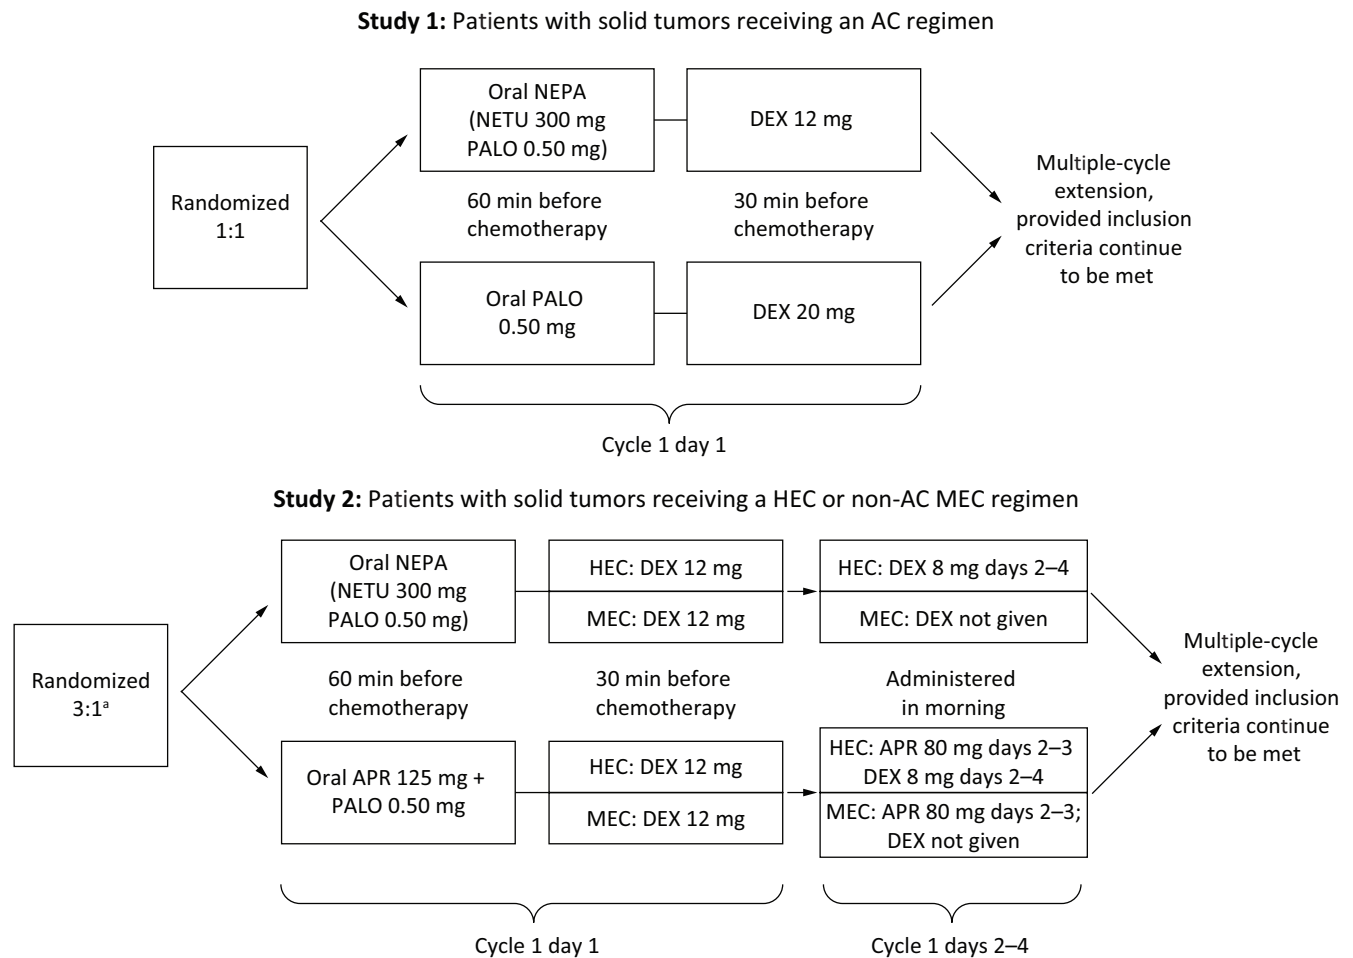 Study 1: Patients with solid tumors receiving an AC regimen
Randomized
1:1
Oral NEPA
(NETU 300 mg
PALO 0.50 mg)
DEX 12 mg
60 min before
chemotherapy
30 min before
chemotherapy
Oral PALO
0.50 mg
DEX 20 mg
Multiple-cycle
extension,
provided inclusion
criteria continue
to be met
Cycle 1 day 1
Study 2: Patients with solid tumors receiving a HEC or non-AC MEC regimen
Randomized
3:1ᵃ
Oral NEPA
(NETU 300 mg
PALO 0.50 mg)
HEC: DEX 12 mg
MEC: DEX 12 mg
HEC: DEX 8 mg days 2–4
MEC: DEX not given
60 min before
chemotherapy
30 min before
chemotherapy
Administered
in morning
Oral APR 125 mg +
PALO 0.50 mg
HEC: DEX 12 mg
MEC: DEX 12 mg
HEC: APR 80 mg days 2–3
DEX 8 mg days 2–4
MEC: APR 80 mg days 2–3;
DEX not given
Multiple-cycle
extension,
provided inclusion
criteria continue
to be met
Cycle 1 day 1
Cycle 1 days 2–4